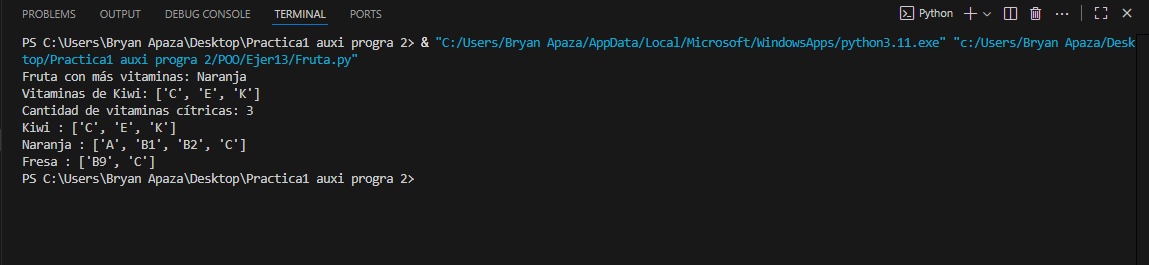 PROBLEMS OUTPUT DEBUG CONSOLE TERMINAL PORTS Python
PS C:\Users\Bryan Apaza\Desktop\Practica1 auxi progra 2> & "C:/Users/Bryan Apaza/AppData/Local/Microsoft/WindowsApps/python3.11.exe" "c:/Users/Bryan Apaza/Desk
top/Practica1 auxi progra 2/POO/Ejer13/Fruta.py"
Fruta con más vitaminas: Naranja
Vitaminas de Kiwi: ['C', 'E', 'K']
Cantidad de vitaminas cítricas: 3
Kiwi : ['C', 'E', 'K']
Naranja : ['A', 'B1', 'B2', 'C']
Fresa : ['B9', 'C']
PS C:\Users\Bryan Apaza\Desktop\Practica1 auxi progra 2>